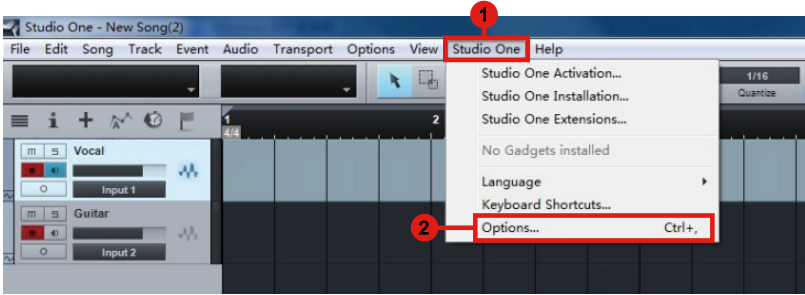 1
Studio One - New Song(2)
File Edit Song Track Event Audio Transport Options View Studio One Help
Studio One Activation...
Studio One Installation...
Studio One Extensions...
No Gadgets installed
Language
Keyboard Shortcuts...
2 Options... Ctrl+,
1/16
Quantize
1 2
4/4
M S Vocal
Input 1
M S Guitar
Input 2